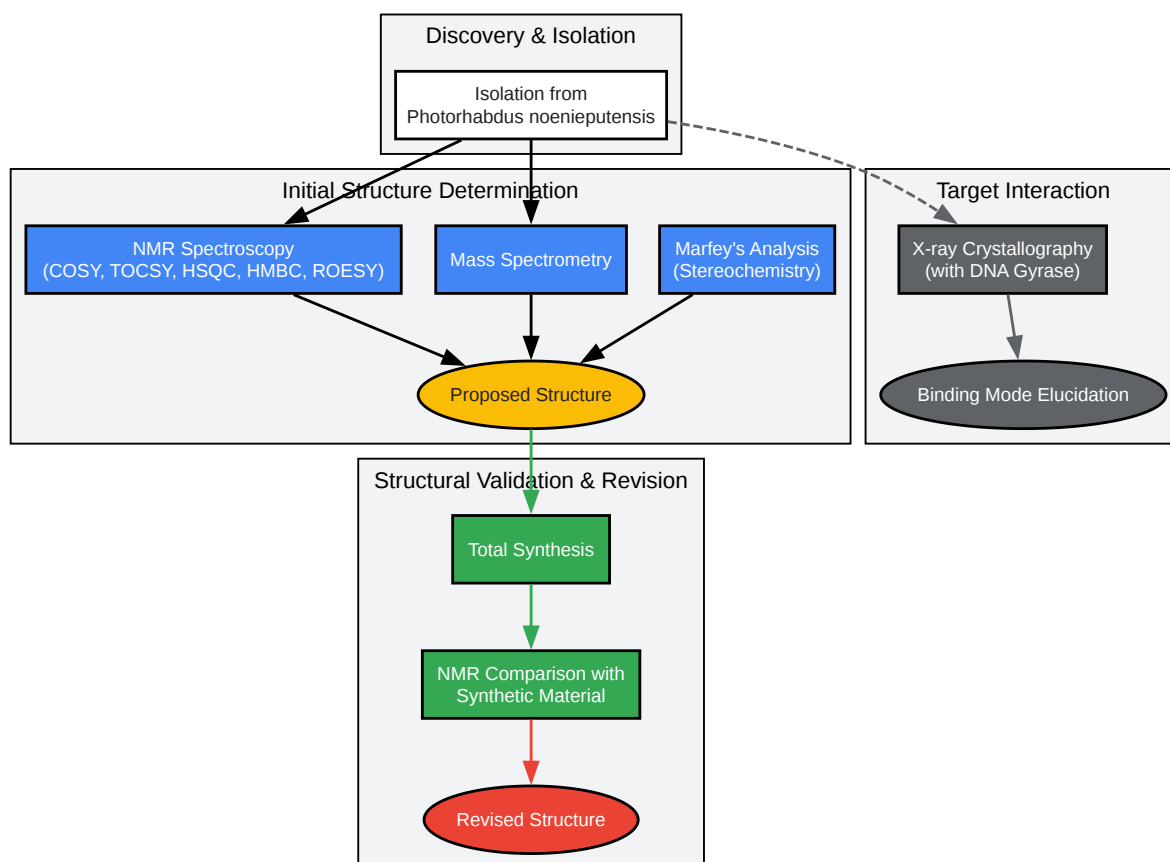 Discovery & Isolation
Isolation from
Photorhabdus noenieputensis
Initial Structure Determination
NMR Spectroscopy
(COSY, TOCSY, HSQC, HMBC, ROESY)
Mass Spectrometry
Marfey's Analysis
(Stereochemistry)
Proposed Structure
Target Interaction
X-ray Crystallography
(with DNA Gyrase)
Binding Mode Elucidation
Structural Validation & Revision
Total Synthesis
NMR Comparison with
Synthetic Material
Revised Structure